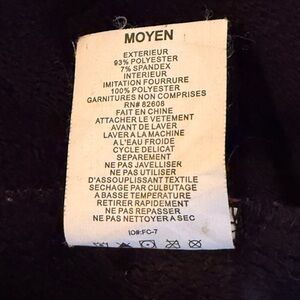 MOYEN
EXTERIEUR
93% POLYESTER
7% SPANDEX
INTERIEUR
IMITATION FOURRURE
100% POLYESTER
GARNITURES NON COMPRISES
RN# 82608
FAIT EN CHINE
ATTACHER LE VETEMENT
AVANT DE LAVER
LAVER A LA MACHINE
A L'EAU FROIDE
CYCLE DELICAT
SEPAREMENT
NE PAS JAVELLISER
NE PAS UTILISER
D'ASSOUPLISSANT TEXTILE
SECHAGE PAR CULBUTAGE
A BASSE TEMPERATURE
RETIRER RAPIDEMENT
NE PAS REPASSER
NE PAS NETTOYER A SEC
IO#:FC-7